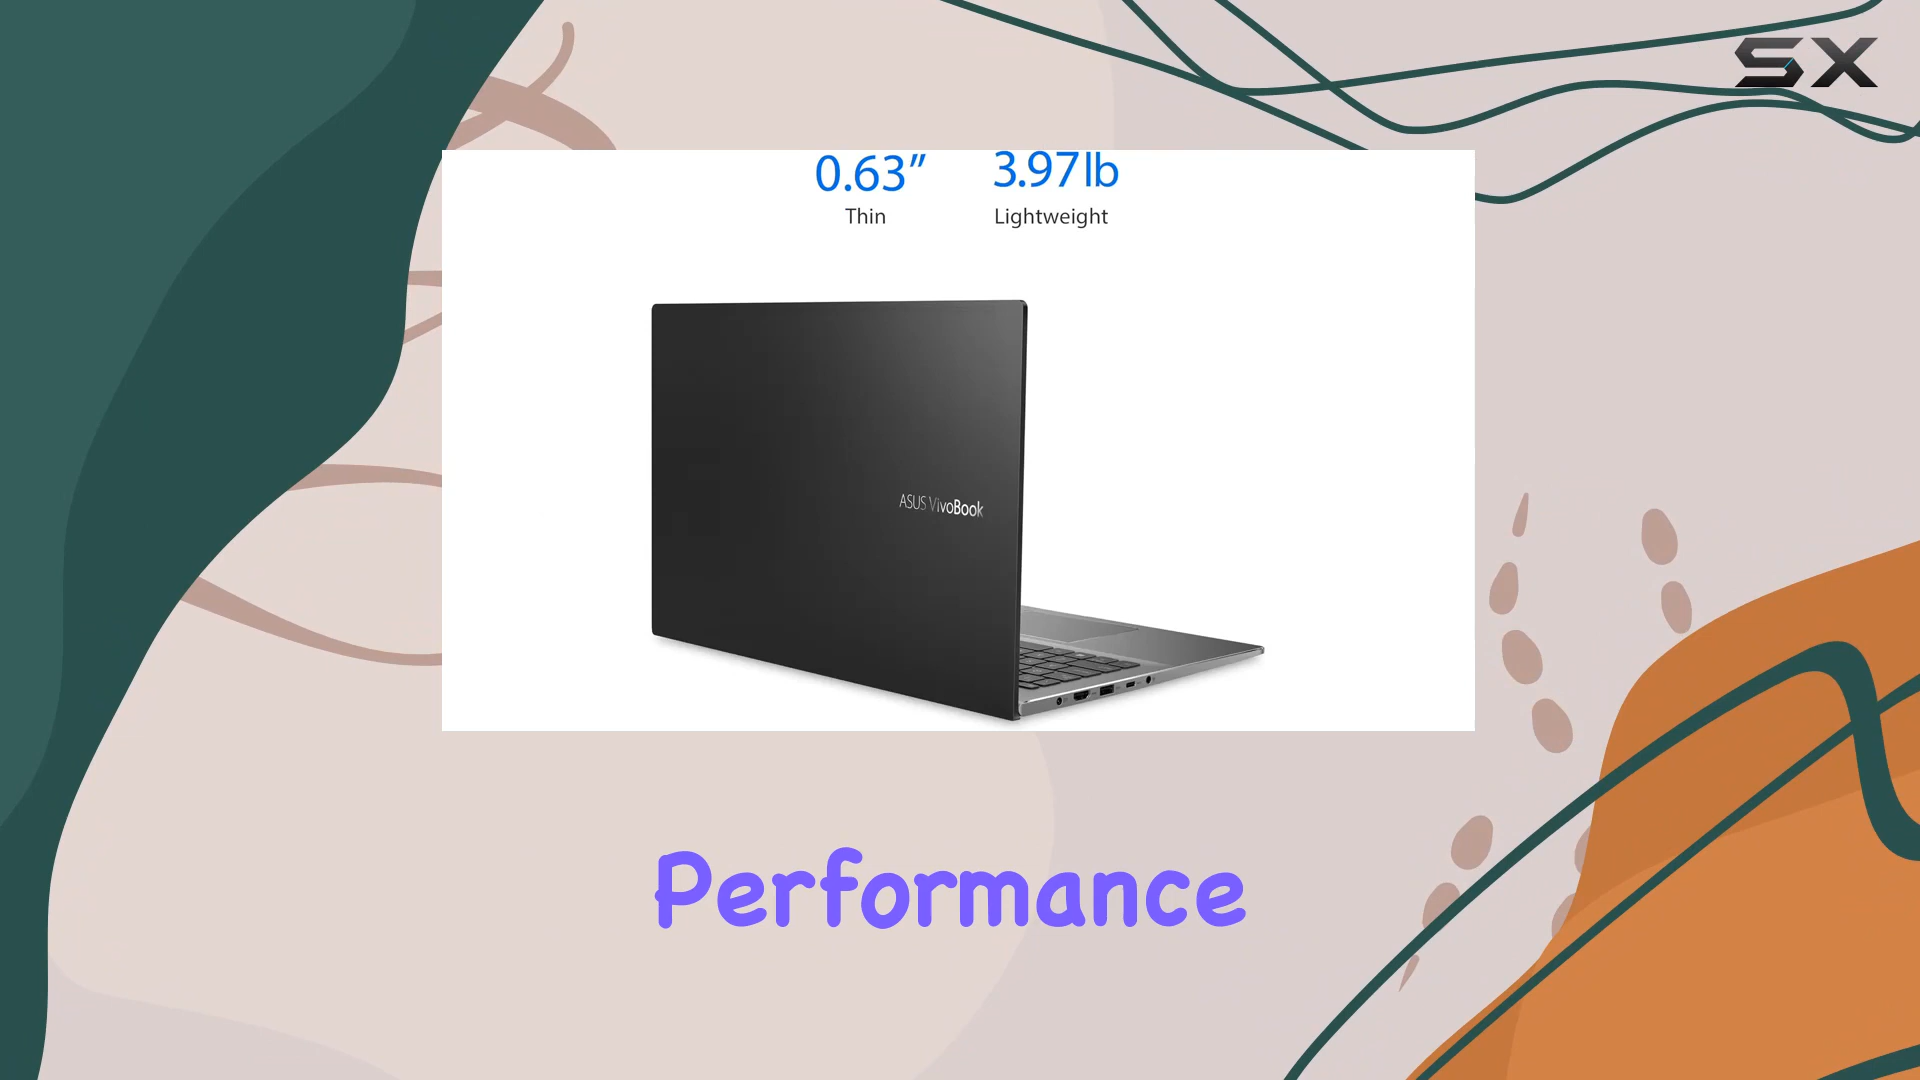 SX
0.63” 3.97lb
Thin Lightweight
ASUS VivoBook
Performance